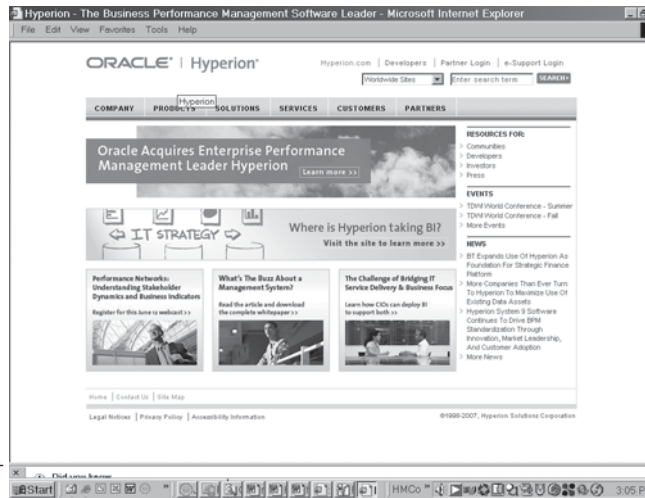 Hyperion - The Business Performance Management Software Leader - Microsoft Internet Explorer
File Edit View Favorites Tools Help
ORACLE | Hyperion
Hyperion.com | Developers | Partner Login | e-Support Login
Worldwide Sites Enter search term SEARCH
COMPANY PRODUCTS SOLUTIONS SERVICES CUSTOMERS PARTNERS
Hyperion
Oracle Acquires Enterprise Performance
Management Leader Hyperion Learn more >>
IT STRATEGY
Where is Hyperion taking BI?
Visit the site to learn more >>
Performance Networks:
Understanding Stakeholder
Dynamics and Business Indicators
Register for this June 12 webcast >>
What's The Buzz About a
Management System?
Read the article and download
the complete whitepaper >>
The Challenge of Bridging IT
Service Delivery & Business Focus
Learn how CIOs can deploy BI
to support both >>
RESOURCES FOR:
> Communities
> Developers
> Investors
> Press
EVENTS
> TDWI World Conference - Summer
> TDWI World Conference - Fall
> More Events
NEWS
> BT Expands Use Of Hyperion As
Foundation For Strategic Finance
Platform
> More Companies Than Ever Turn
To Hyperion To Maximize Use Of
Existing Data Assets
> Hyperion System 9 Software
Continues To Drive BPM
Standardization Through
Innovation, Market Leadership,
And Customer Adoption
> More News
Home | Contact Us | Site Map
Legal Notices | Privacy Policy | Accessibility Information
©1998-2007, Hyperion Solutions Corporation
Did you know
Start HMCo 3:05 P